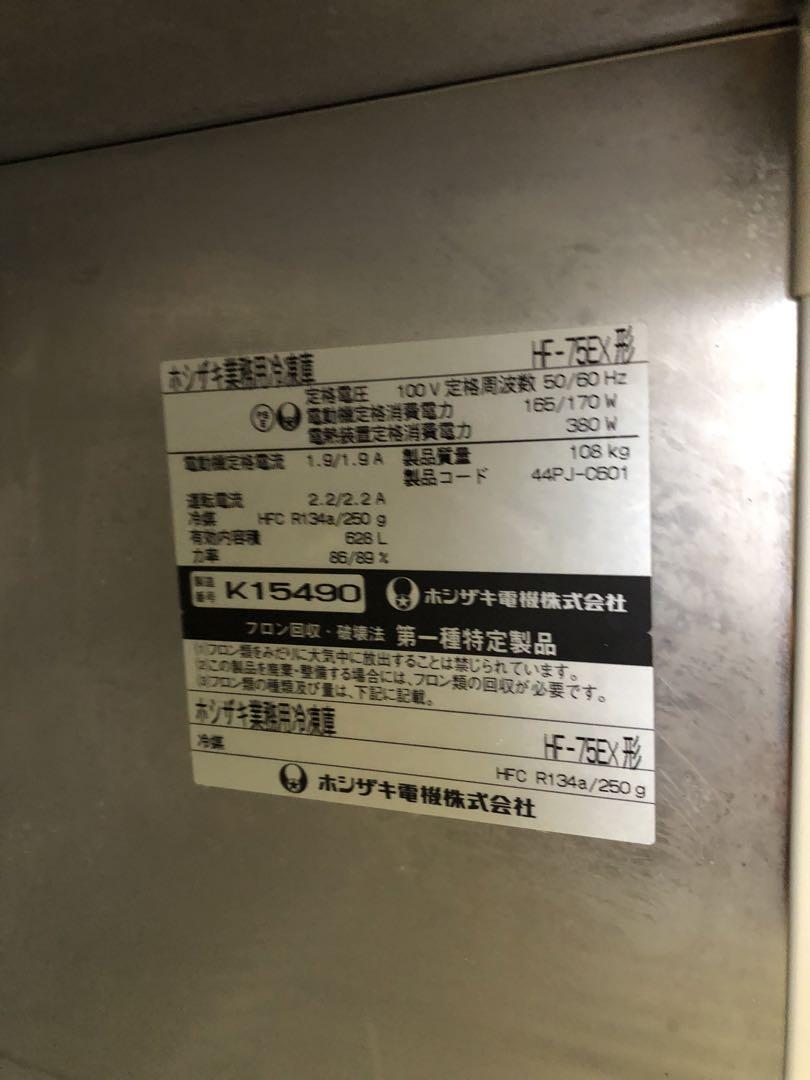 ホシザキ業務用冷凍庫 HF-75EX形
定格電圧 100V 定格周波数 50/60 Hz
電動機定格消費電力 165/170 W
電熱装置定格消費電力 380 W
電動機定格電流 1.9/1.9 A 製品質量 108 kg
製品コード 44PJ-C601
運転電流 2.2/2.2 A
冷媒 HFC R134a/250 g
有効内容積 628 L
力率 86/89 %
製造番号 K15490 ホシザキ電機株式会社
フロン回収・破壊法 第一種特定製品
(1)フロン類をみだりに大気中に放出することは禁じられています。
(2)この製品を廃棄・整備する場合には、フロン類の回収が必要です。
(3)フロン類の種類及び量は、下記に記載。
ホシザキ業務用冷凍庫 HF-75EX形
冷媒 HFC R134a/250 g
ホシザキ電機株式会社